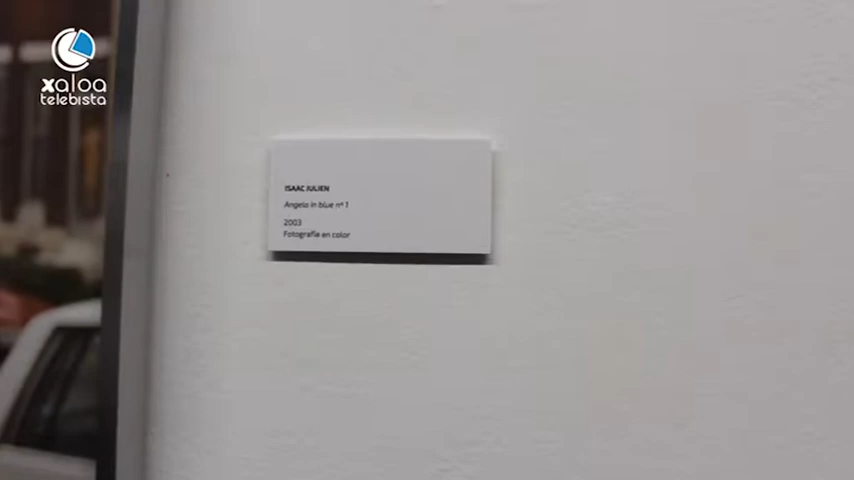 xaloa
telebista
ISAAC JULIEN
Angela in blue nº 1
2003
Fotografía en color